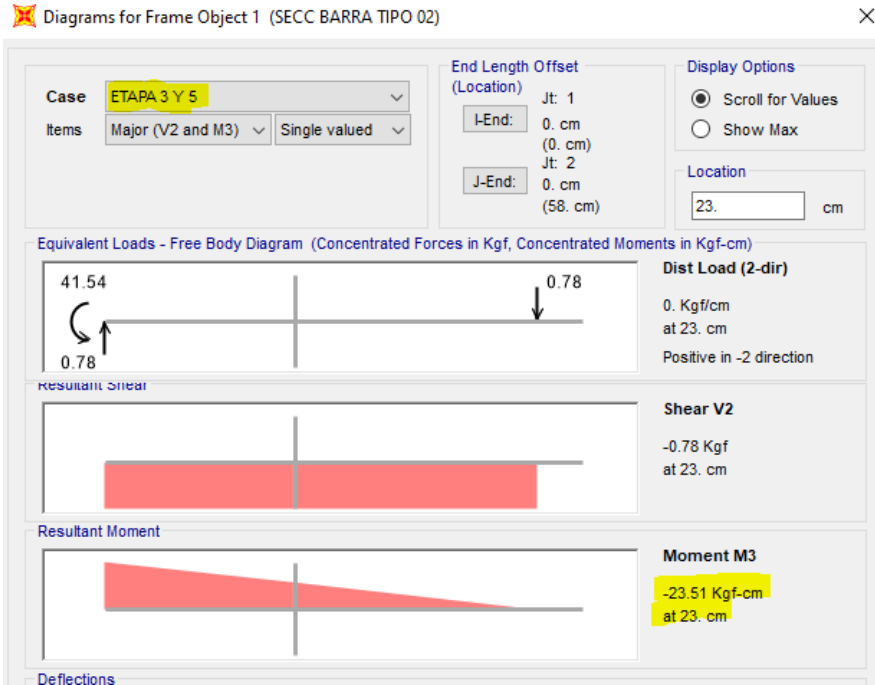 Diagrams for Frame Object 1 (SECC BARRA TIPO 02)
Case ETAPA 3 Y 5
Items Major (V2 and M3) Single valued
End Length Offset
(Location)
Jt: 1
I-End: 0. cm
(0. cm)
Jt: 2
J-End: 0. cm
(58. cm)
Display Options
Scroll for Values
Show Max
Location
23. cm
Equivalent Loads - Free Body Diagram (Concentrated Forces in Kgf, Concentrated Moments in Kgf-cm)
41.54
0.78
0.78
Dist Load (2-dir)
0. Kgf/cm
at 23. cm
Positive in -2 direction
Resultant Shear
Shear V2
-0.78 Kgf
at 23. cm
Resultant Moment
Moment M3
-23.51 Kgf-cm
at 23. cm
Deflections